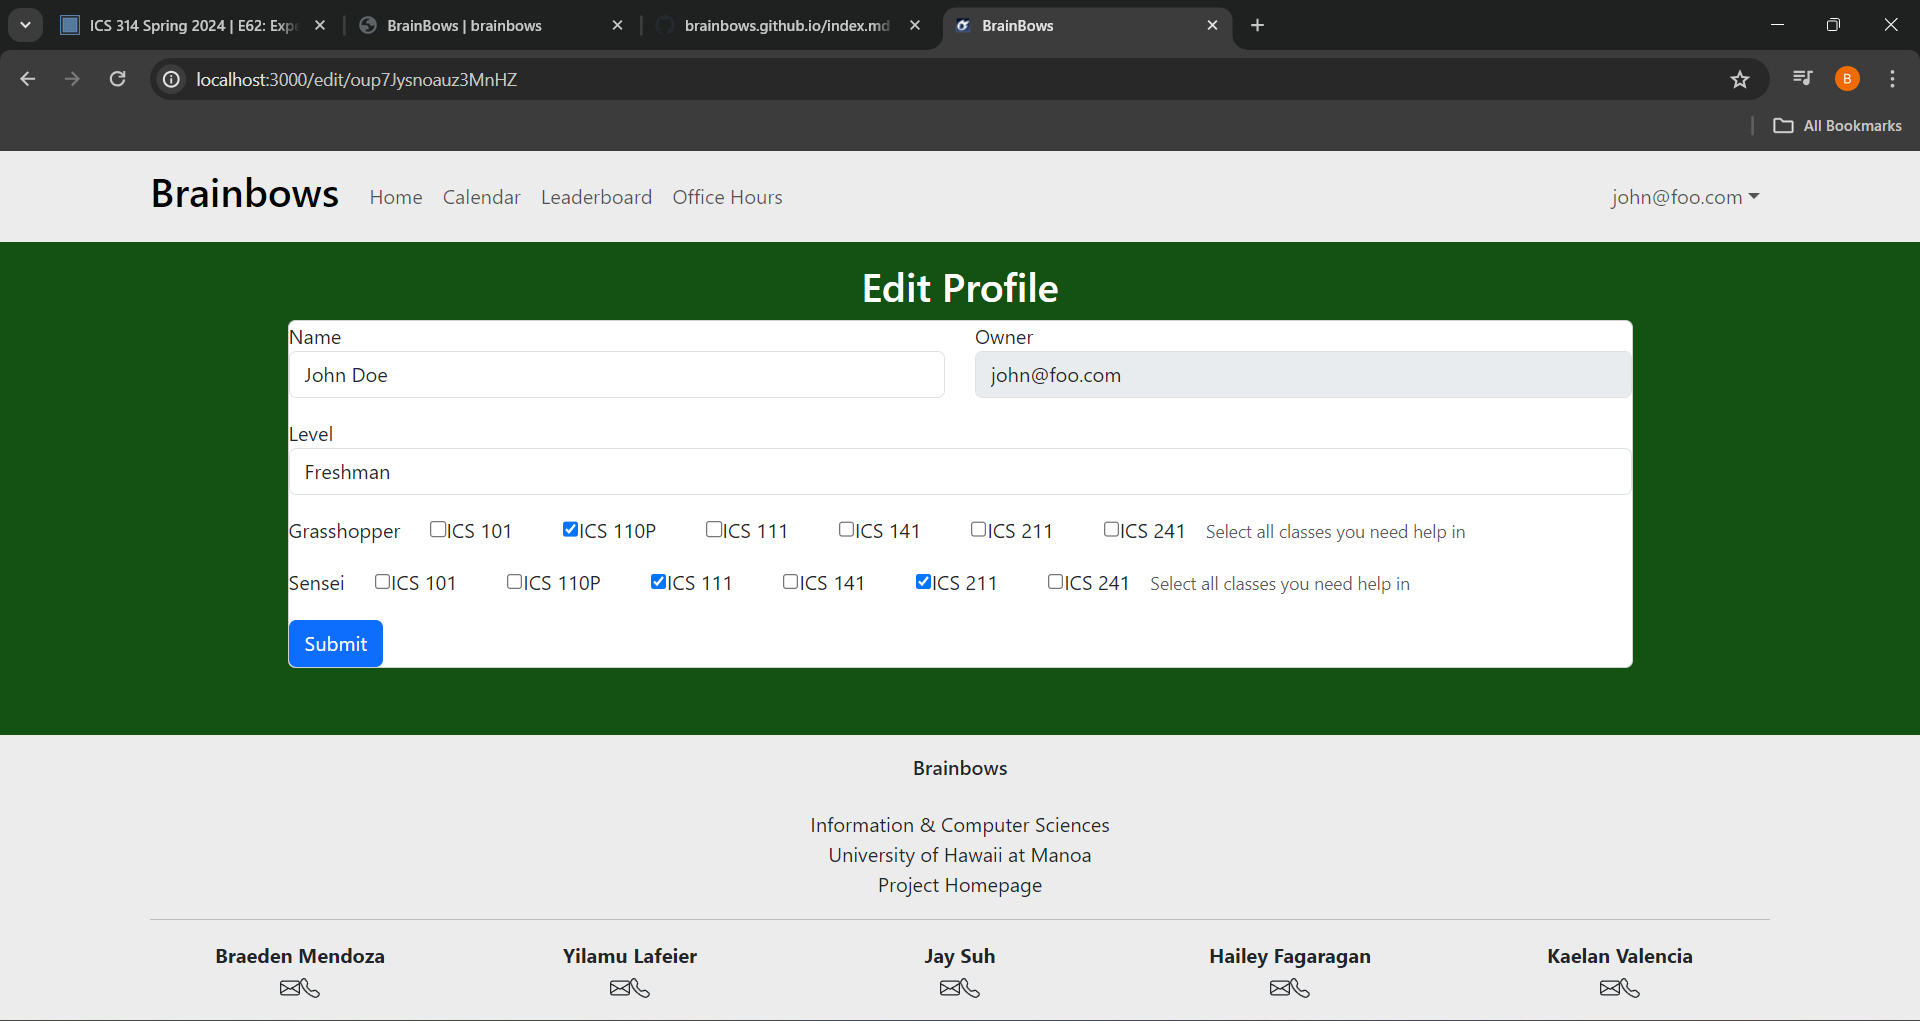 ICS 314 Spring 2024 | E62: Expe
BrainBows | brainbows
brainbows.github.io/index.md
BrainBows
localhost:3000/edit/oup7Jysnoauz3MnHZ
B
All Bookmarks
Brainbows Home Calendar Leaderboard Office Hours john@foo.com
Edit Profile
Name Owner
John Doe john@foo.com
Level
Freshman
Grasshopper ICS 101 ICS 110P ICS 111 ICS 141 ICS 211 ICS 241 Select all classes you need help in
Sensei ICS 101 ICS 110P ICS 111 ICS 141 ICS 211 ICS 241 Select all classes you need help in
Submit
Brainbows
Information & Computer Sciences
University of Hawaii at Manoa
Project Homepage
Braeden Mendoza Yilamu Lafeier Jay Suh Hailey Fagaragan Kaelan Valencia